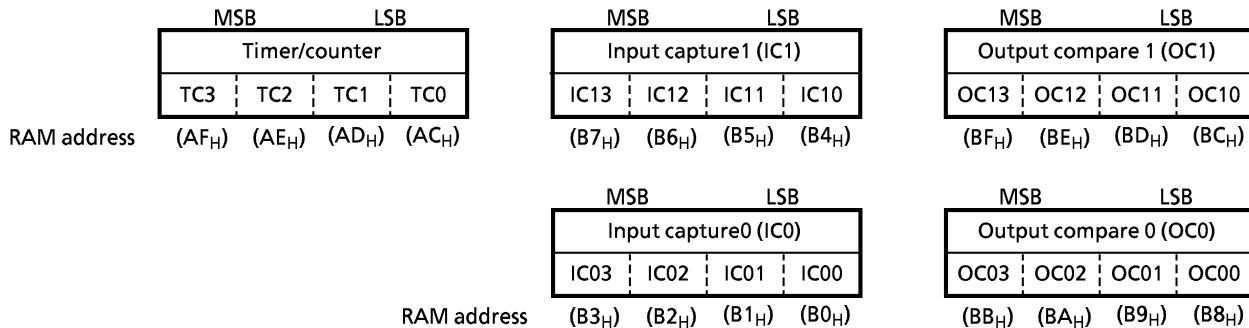 MSB LSB MSB LSB MSB LSB
Timer/counter Input capture1 (IC1) Output compare 1 (OC1)
TC3 TC2 TC1 TC0 IC13 IC12 IC11 IC10 OC13 OC12 OC11 OC10
RAM address (AFH) (AEH) (ADH) (ACH) (B7H) (B6H) (B5H) (B4H) (BFH) (BEH) (BDH) (BCH)
MSB LSB MSB LSB
Input capture0 (IC0) Output compare 0 (OC0)
IC03 IC02 IC01 IC00 OC03 OC02 OC01 OC00
RAM address (B3H) (B2H) (B1H) (B0H) (BBH) (BAH) (B9H) (B8H)